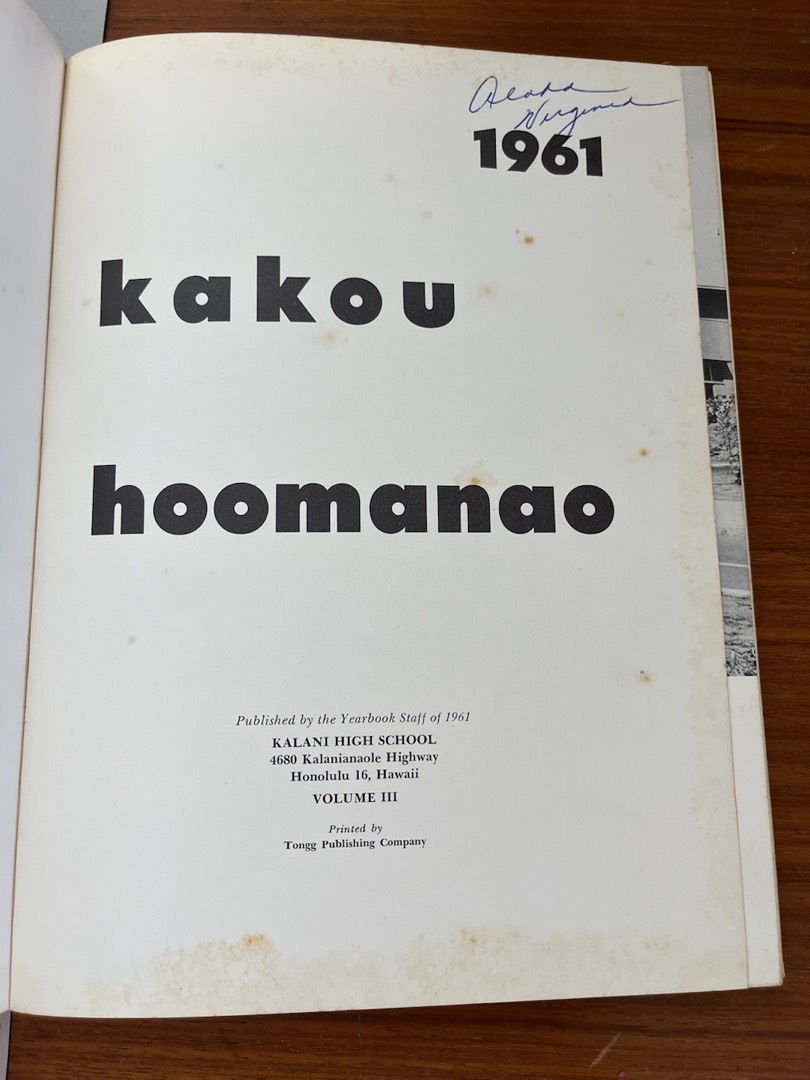 Aloha
Virginia
1961
kakou
hoomanao
Published by the Yearbook Staff of 1961
KALANI HIGH SCHOOL
4680 Kalanianaole Highway
Honolulu 16, Hawaii
VOLUME III
Printed by
Tongg Publishing Company